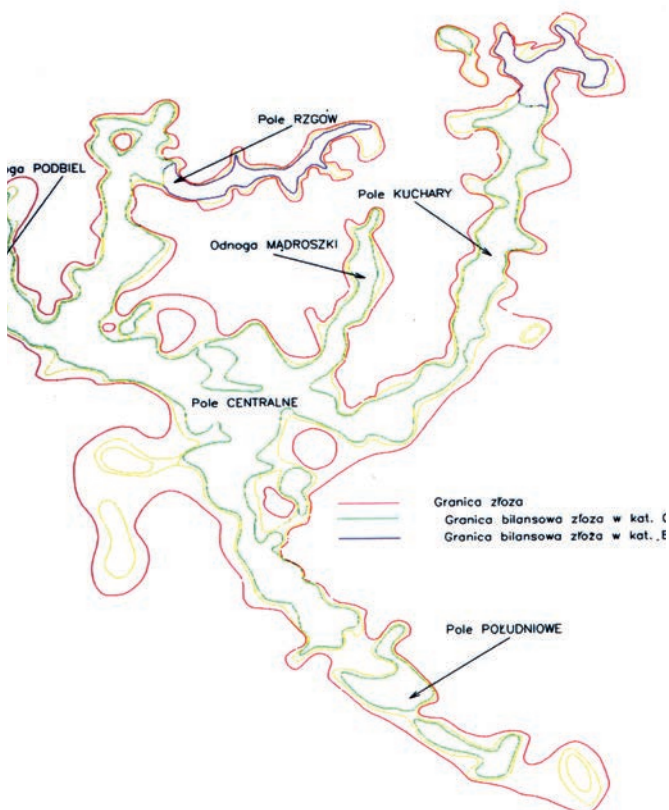 Pole RZGÓW
oga PODBIEL
Pole KUCHARY
Odnoga MĄDROSZKI
Pole CENTRALNE
Granica złoża
Granica bilansowa złoża w kat.
Granica bilansowa złoża w kat.
Pole POŁUDNIOWE